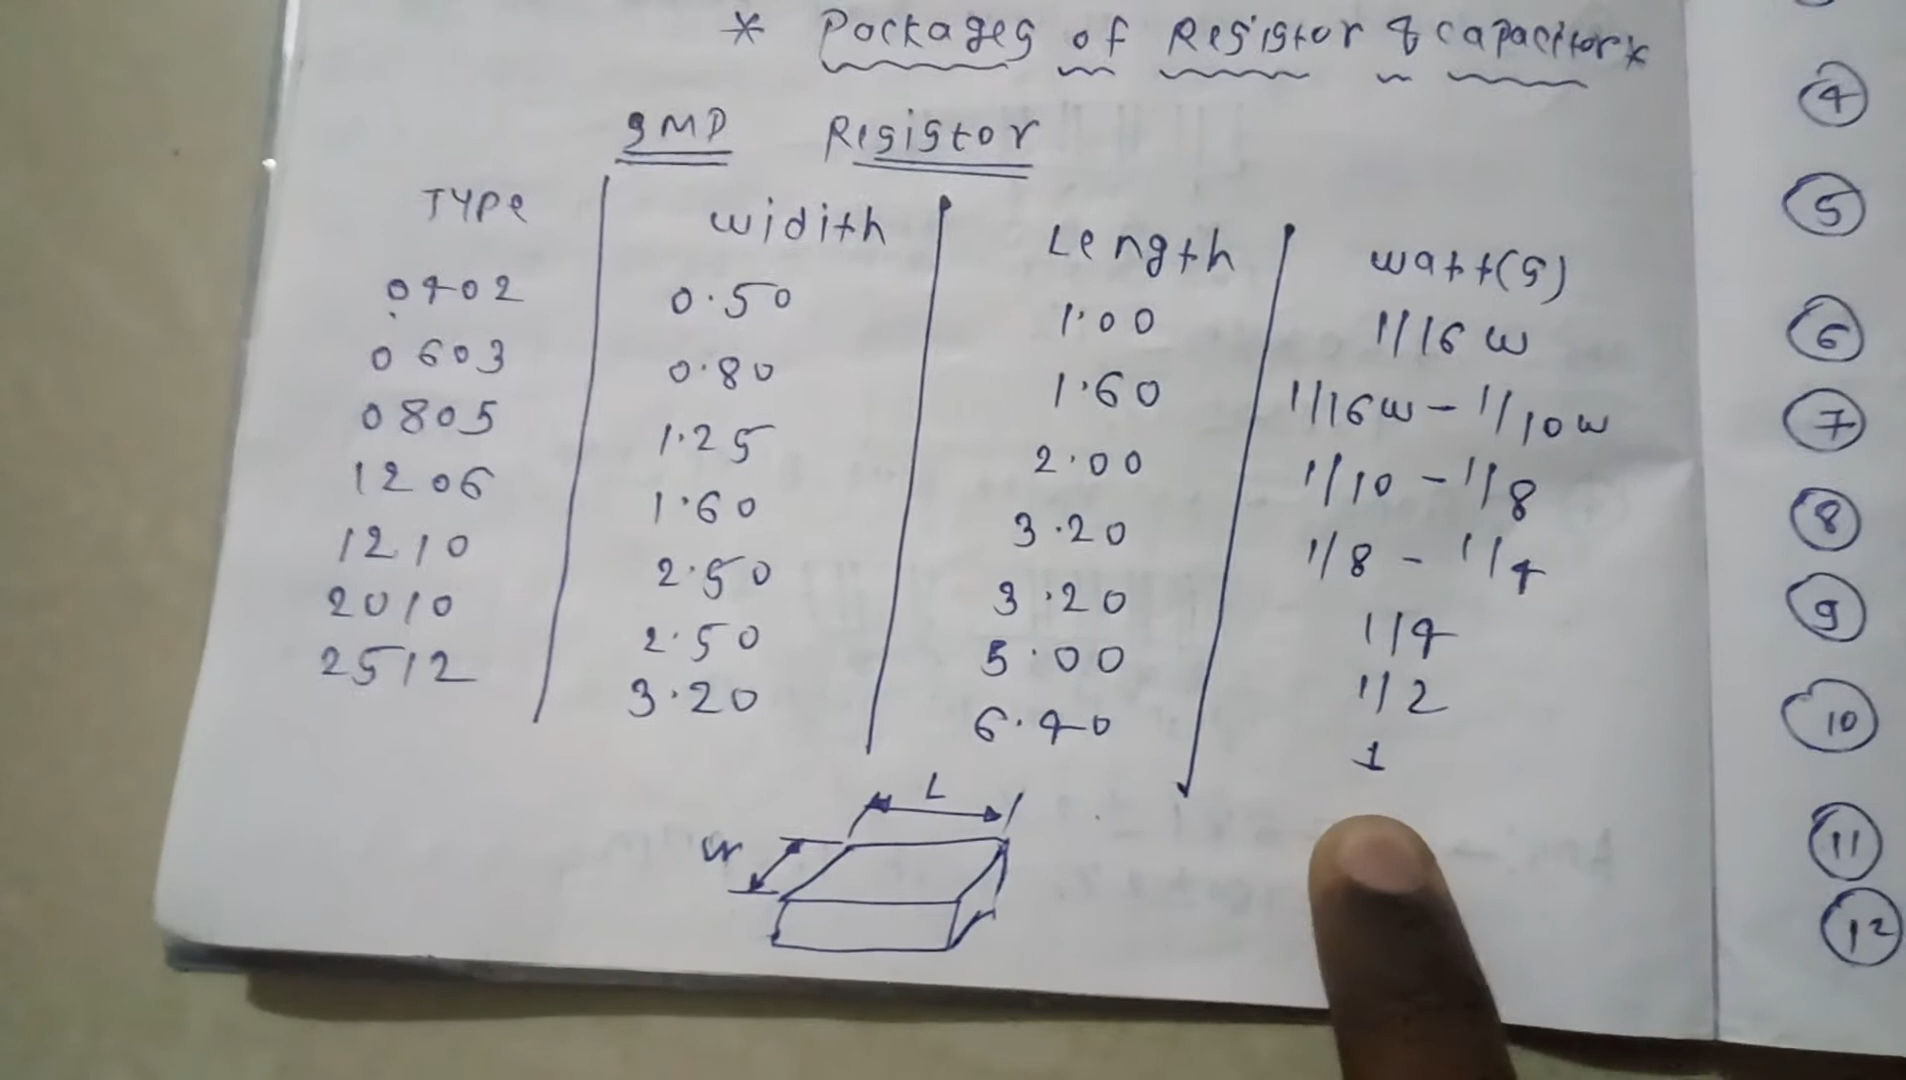 * Packages of Resistor & capacitor *
SMD Resistor
TYPe widith Length watt(s)
0402 0.50 1.00 1/16 w
0603 0.80 1.60 1/16w - 1/10w
0805 1.25 2.00 1/10 - 1/8
1206 1.60 3.20 1/8 - 1/4
1210 2.50 3.20 1/4
2010 2.50 5.00 1/2
2512 3.20 6.40 1
L
W
4
5
6
7
8
9
10
11
12